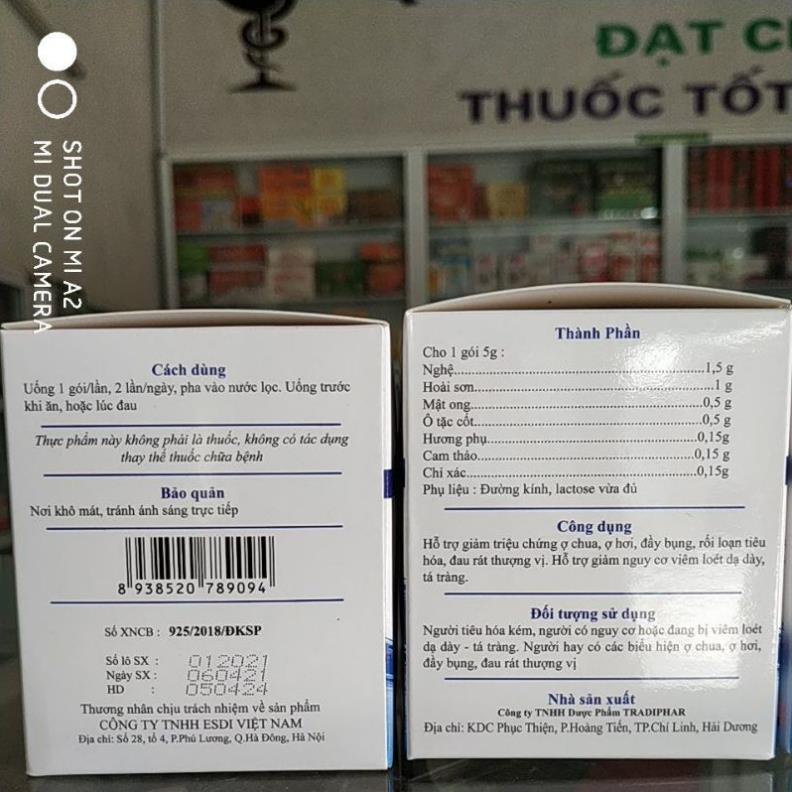 ĐẠT
THUỐC TỐT
SHOT ON MI A2
MI DUAL CAMERA
Cách dùng
Uống 1 gói/lần, 2 lần/ngày, pha vào nước lọc. Uống trước
khi ăn, hoặc lúc đau
Thực phẩm này không phải là thuốc, không có tác dụng
thay thế thuốc chữa bệnh
Bảo quản
Nơi khô mát, tránh ánh sáng trực tiếp
8 938520 789094
Số XNCB : 925/2018/ĐKSP
Số lô SX : 012021
Ngày SX : 060421
HD : 050424
Thương nhân chịu trách nhiệm về sản phẩm
CÔNG TY TNHH ESDI VIỆT NAM
Địa chỉ: Số 28, tổ 4, P.Phú Lương, Q.Hà Đông, Hà Nội
Thành Phần
Cho 1 gói 5g :
Nghệ..........1,5 g
Hoài sơn..........1 g
Mật ong..........0,5 g
Ô tặc cốt..........0,5 g
Hương phụ..........0,15g
Cam thảo..........0,15 g
Chỉ xác..........0,15g
Phụ liệu : Đường kính, lactose vừa đủ
Công dụng
Hỗ trợ giảm triệu chứng ợ chua, ợ hơi, đầy bụng, rối loạn tiêu
hóa, đau rát thượng vị. Hỗ trợ giảm nguy cơ viêm loét dạ dày,
tá tràng.
Đối tượng sử dụng
Người tiêu hóa kém, người có nguy cơ hoặc đang bị viêm loét
dạ dày - tá tràng. Người hay có các biểu hiện ợ chua, ợ hơi,
đầy bụng, đau rát thượng vị
Nhà sản xuất
Công ty TNHH Dược Phẩm TRADIPHAR
Địa chỉ: KDC Phục Thiện, P.Hoàng Tiến, TP.Chí Linh, Hải Dương